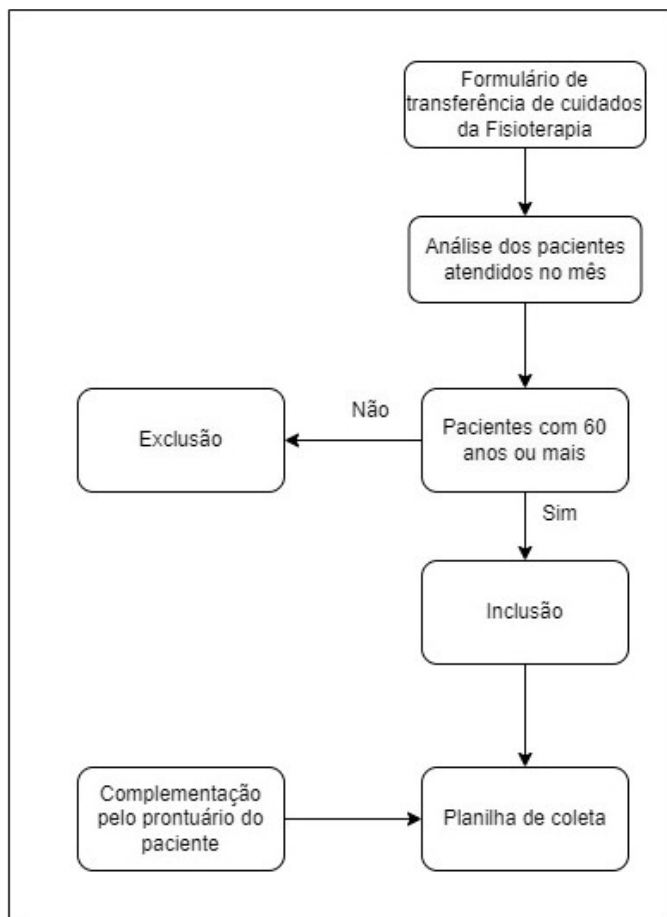 Formulário de
transferência de cuidados
da Fisioterapia
Análise dos pacientes
atendidos no mês
Não
Exclusão
Pacientes com 60
anos ou mais
Sim
Inclusão
Complementação
pelo prontuário do
paciente
Planilha de coleta